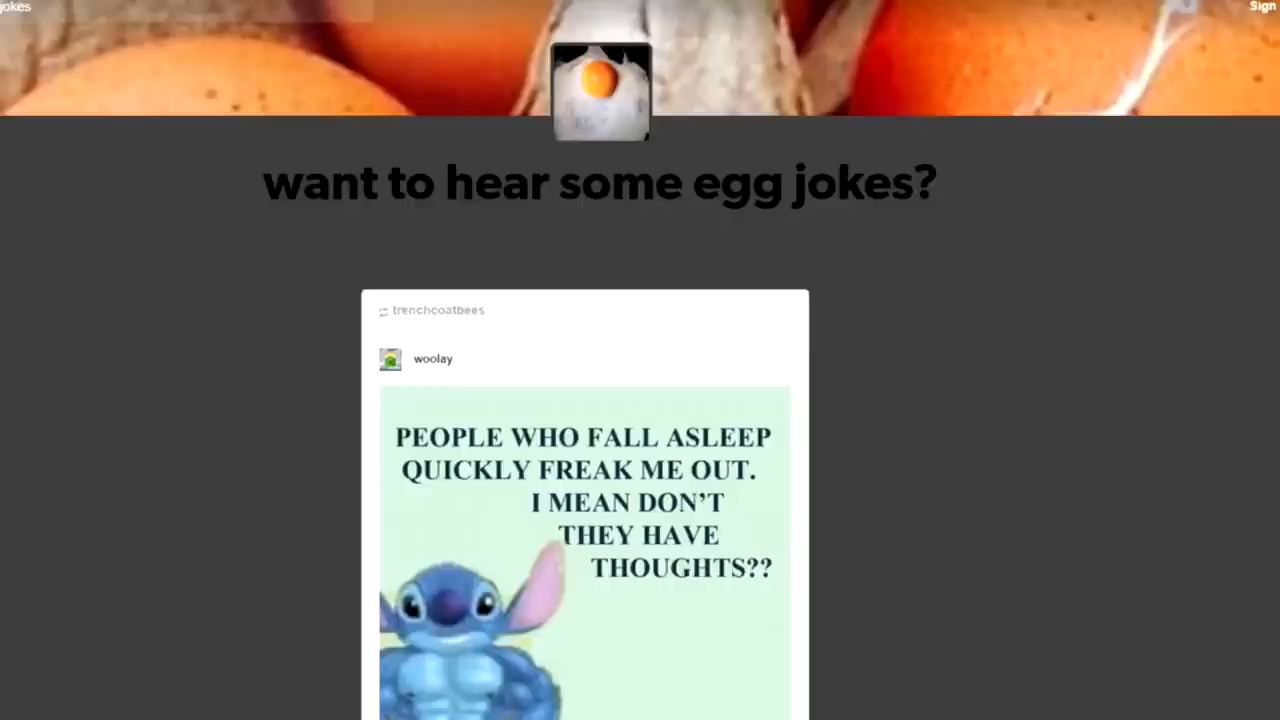 jokes
Sign
want to hear some egg jokes?
trenchcoatbees
woolay
PEOPLE WHO FALL ASLEEP
QUICKLY FREAK ME OUT.
I MEAN DON’T
THEY HAVE
THOUGHTS??